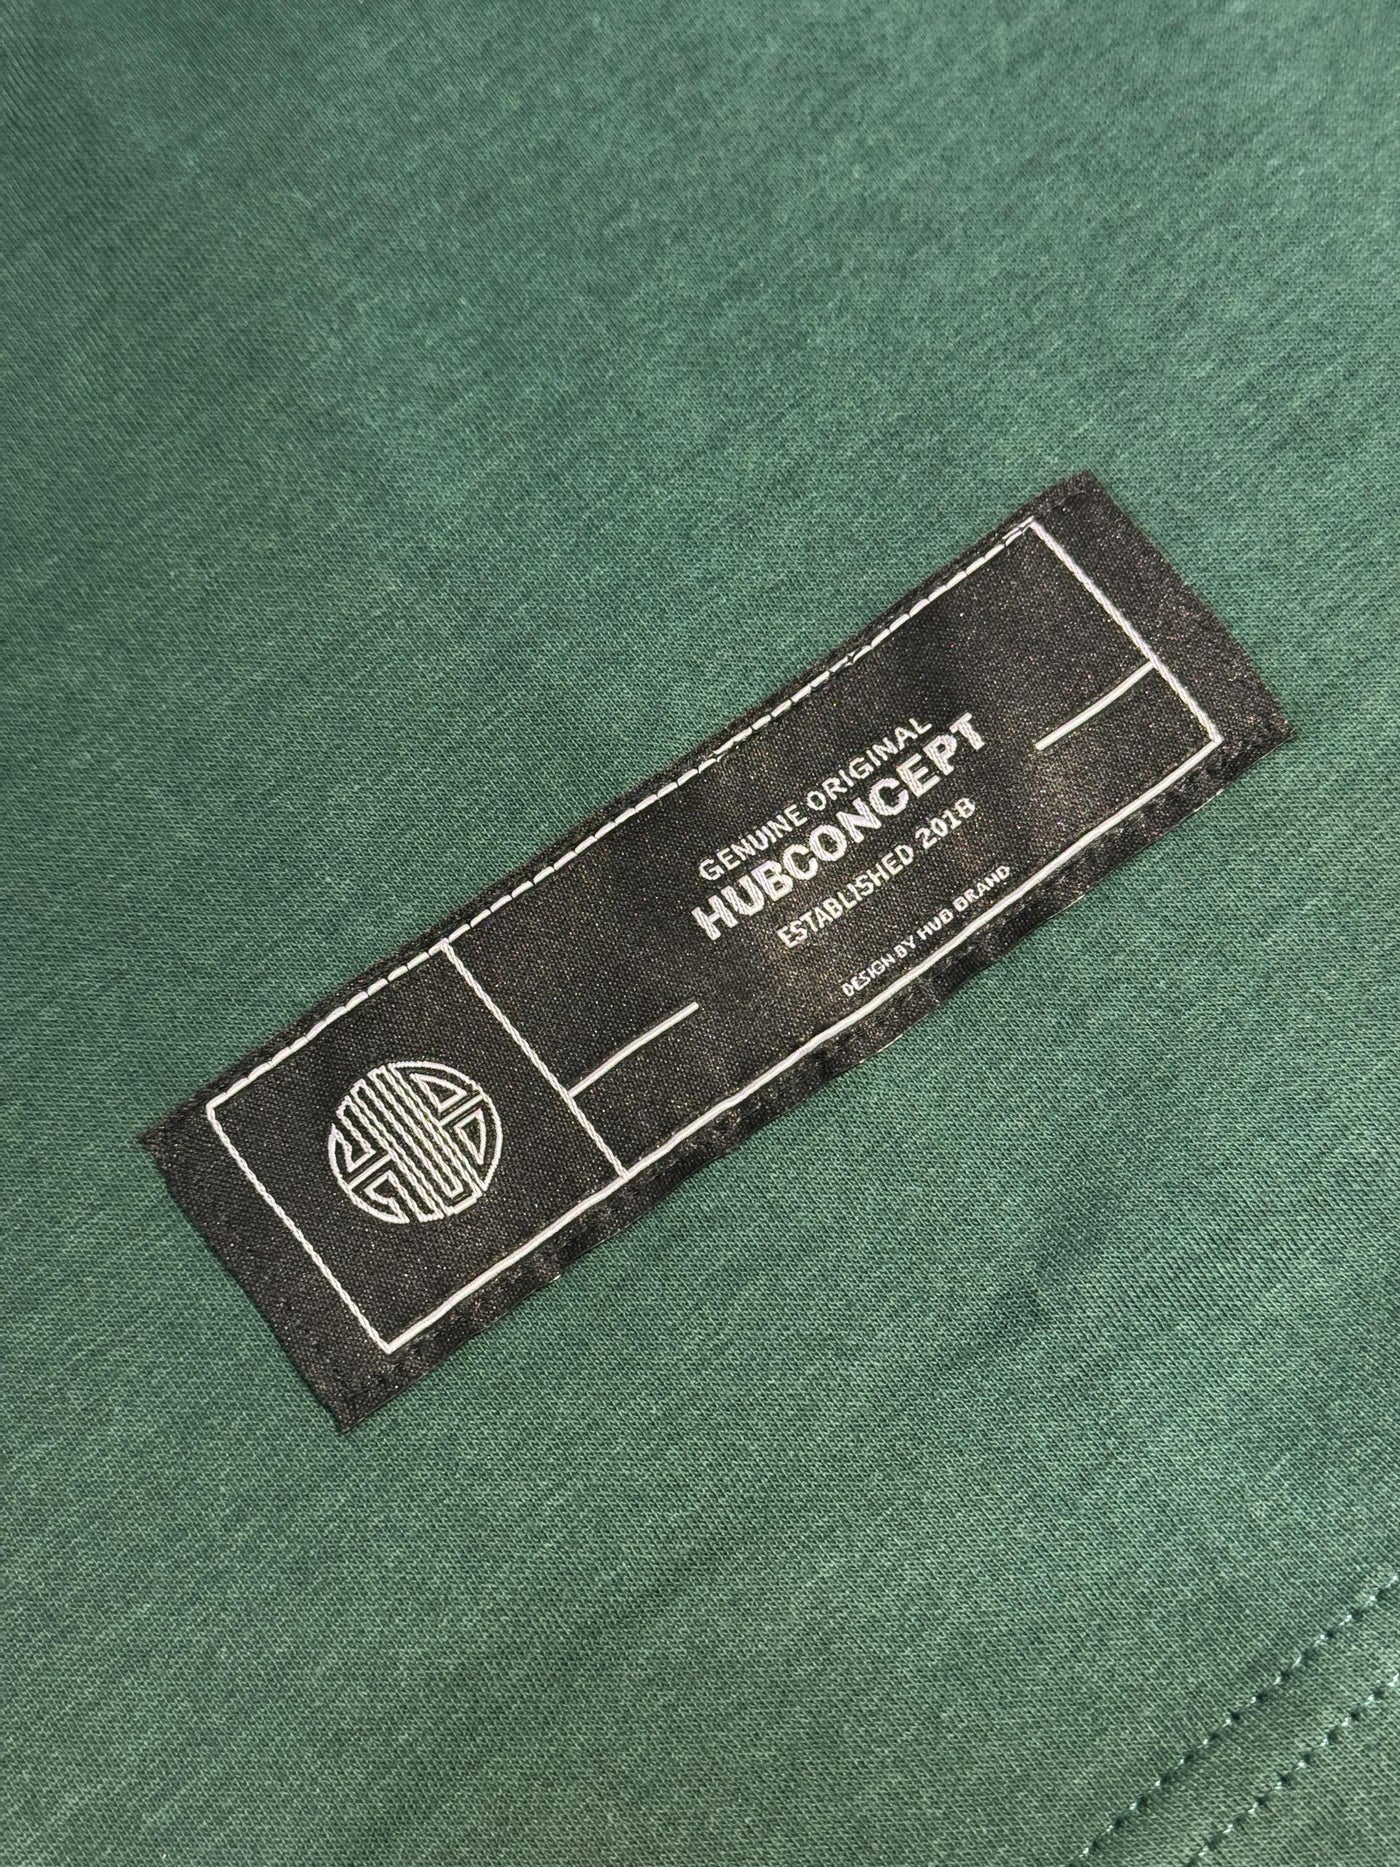 GENUINE ORIGINAL
HUBCONCEPT
ESTABLISHED 2018
DESIGN BY HUB BRAND